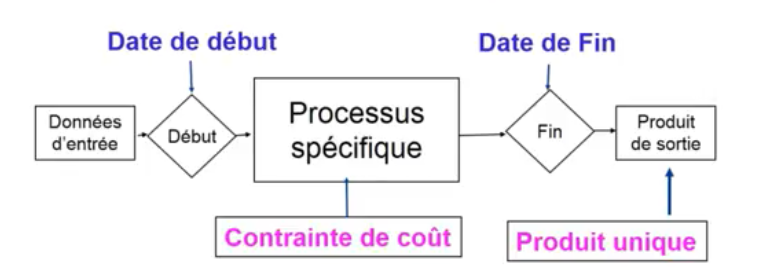 Date de début
Date de Fin
Données
d'entrée
Début
Processus
spécifique
Fin
Produit
de sortie
Contrainte de coût
Produit unique